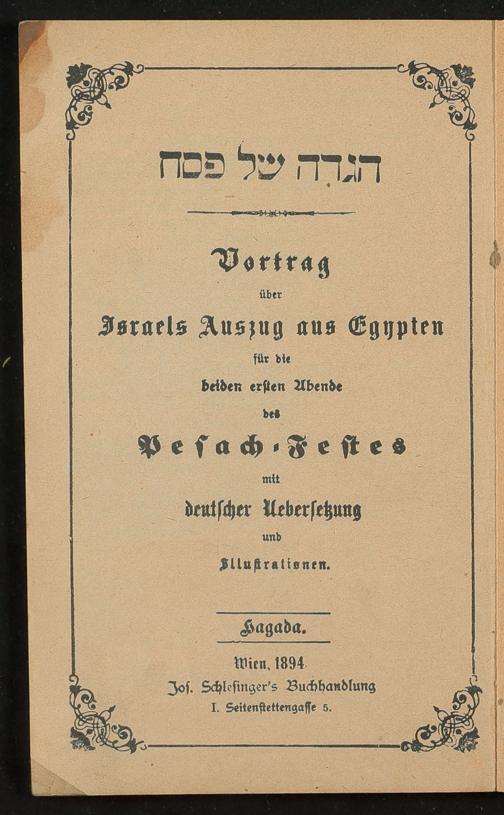 הגדה של פסח
Vortrag
über
Israels Auszug aus Egypten
für die
beiden ersten Abende
des
Pesach-Festes
mit
deutscher Uebersetzung
und
Illustrationen.
Hagada.
Wien, 1894
Jos. Schlesinger's Buchhandlung
I. Seitenstettengasse 5.